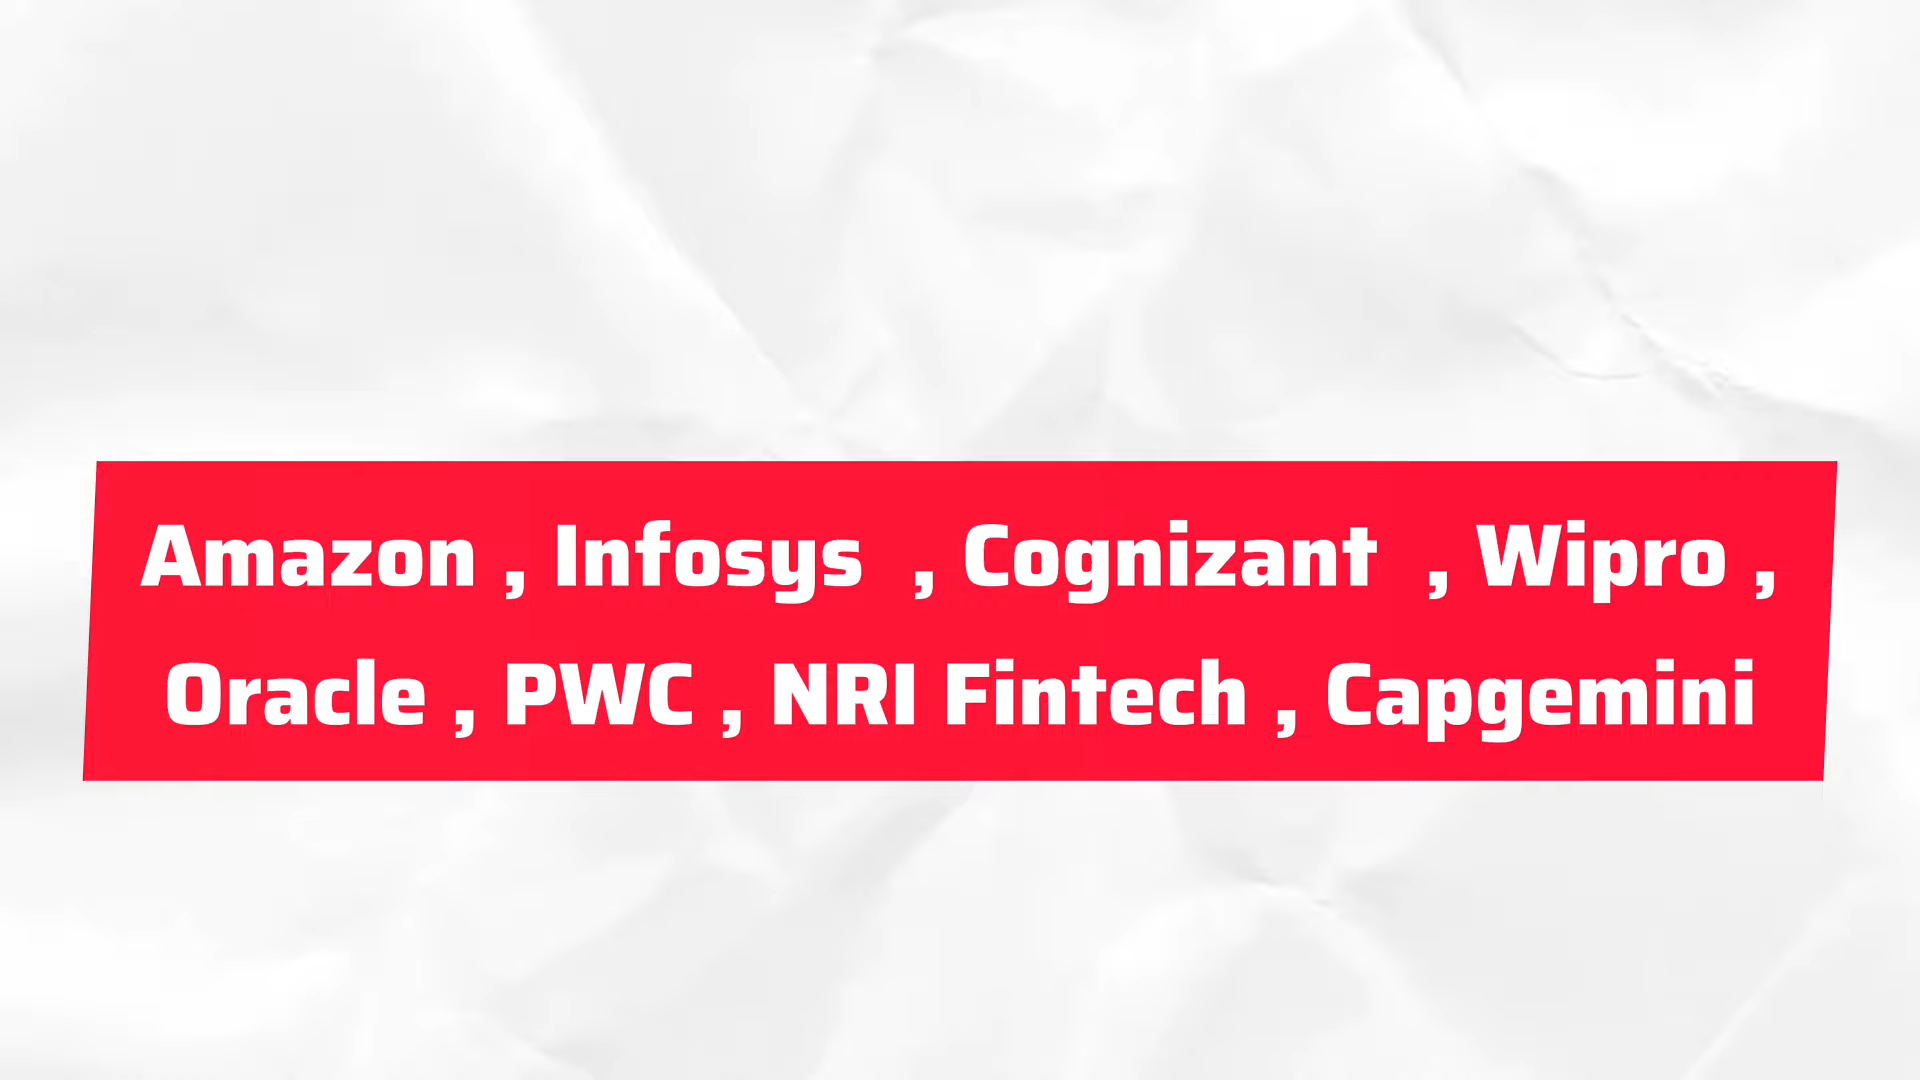 Amazon , Infosys , Cognizant , Wipro ,
Oracle , PWC , NRI Fintech , Capgemini